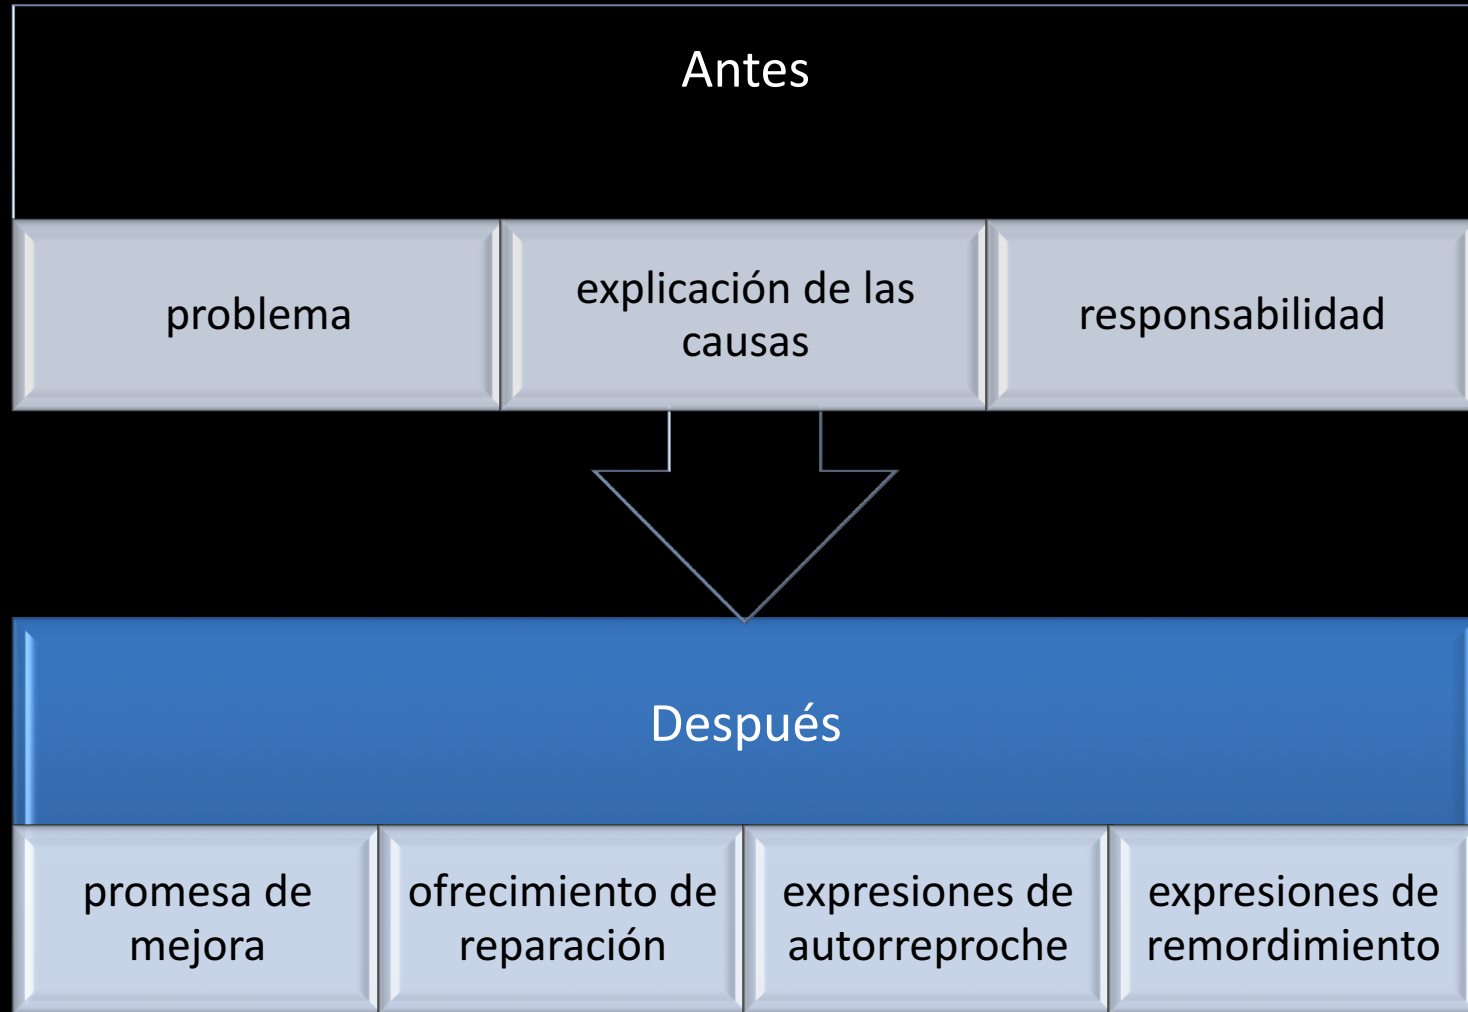 Antes
problema
explicación de las
causas
responsabilidad
Después
promesa de
mejora
ofrecimiento de
reparación
expresiones de
autorreproche
expresiones de
remordimiento